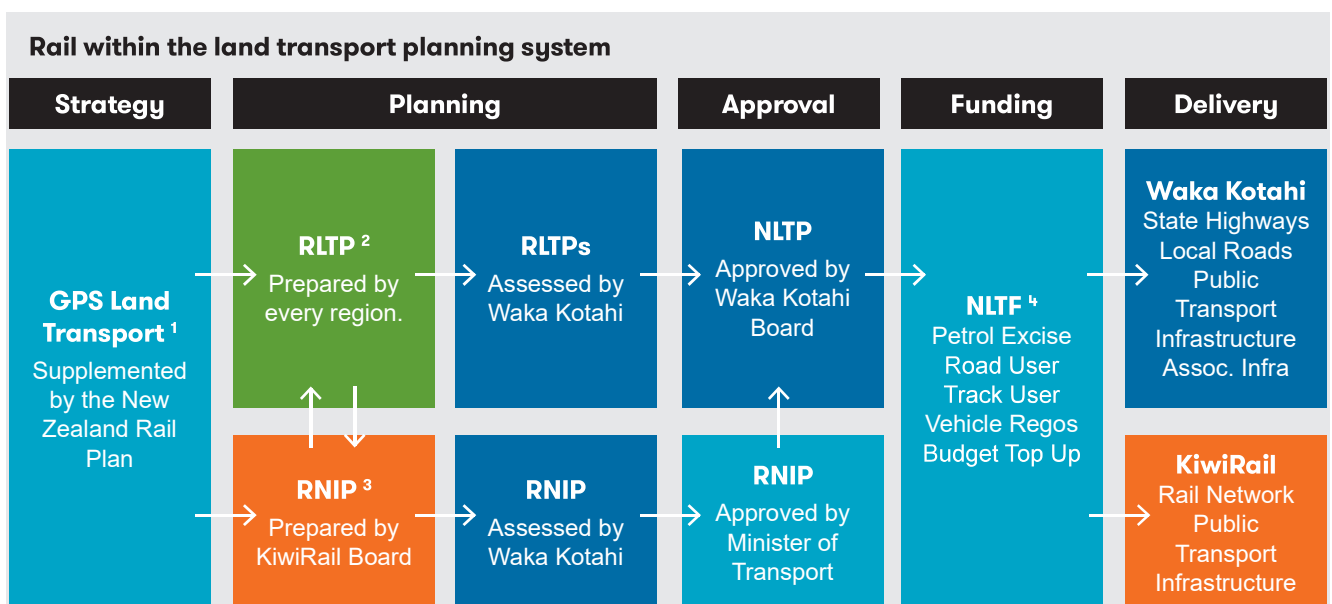 Rail within the land transport planning system
Strategy
Planning
Approval
Funding
Delivery
GPS Land
Transport 1
Supplemented
by the New
Zealand Rail
Plan
RLTP 2
Prepared by
every region.
RLTPs
Assessed by
Waka Kotahi
NLTP
Approved by
Waka Kotahi
Board
RNIP 3
Prepared by
KiwiRail Board
RNIP
Assessed by
Waka Kotahi
RNIP
Approved by
Minister of
Transport
NLTF 4
Petrol Excise
Road User
Track User
Vehicle Regos
Budget Top Up
Waka Kotahi
State Highways
Local Roads
Public
Transport
Infrastructure
Assoc. Infra
KiwiRail
Rail Network
Public
Transport
Infrastructure